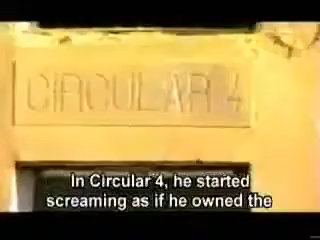 CIRCULAR 4
In Circular 4, he started
screaming as if he owned the